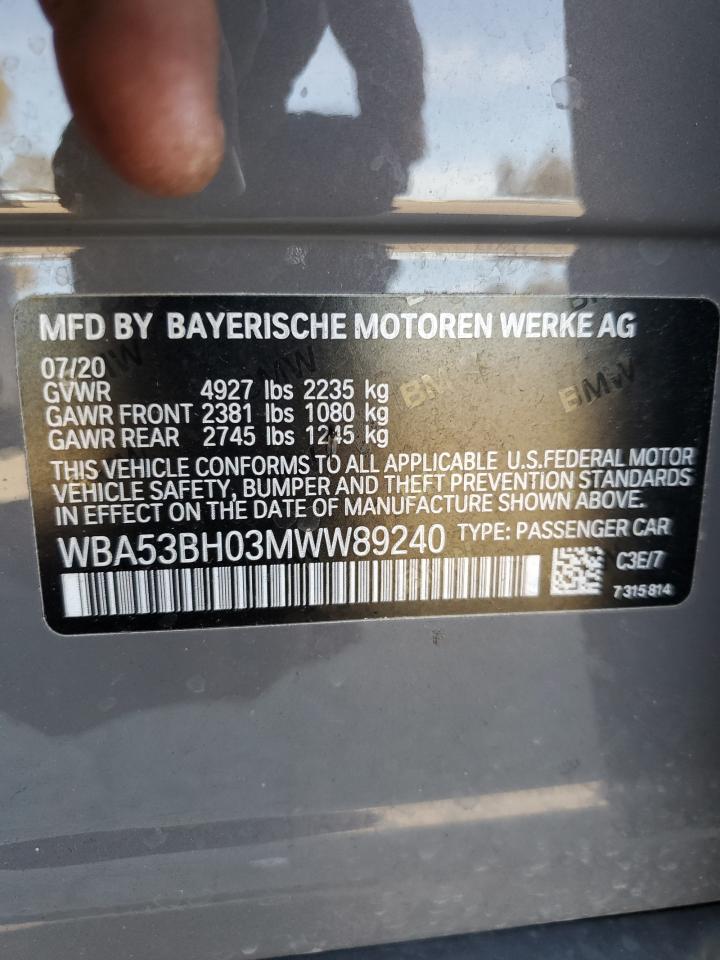 MFD BY BAYERISCHE MOTOREN WERKE AG
07/20
GVWR 4927 lbs 2235 kg
GAWR FRONT 2381 lbs 1080 kg
GAWR REAR 2745 lbs 1245 kg
THIS VEHICLE CONFORMS TO ALL APPLICABLE U.S.FEDERAL MOTOR
VEHICLE SAFETY, BUMPER AND THEFT PREVENTION STANDARDS
IN EFFECT ON THE DATE OF MANUFACTURE SHOWN ABOVE.
WBA53BH03MWW89240 TYPE: PASSENGER CAR
C3E/7
7315814